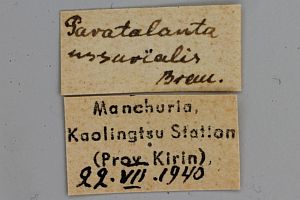 Paratalanta
ussurialis
Brem.
Manchuria,
Kaolingtsu Station
(Prov. Kirin),
22.VII.1940